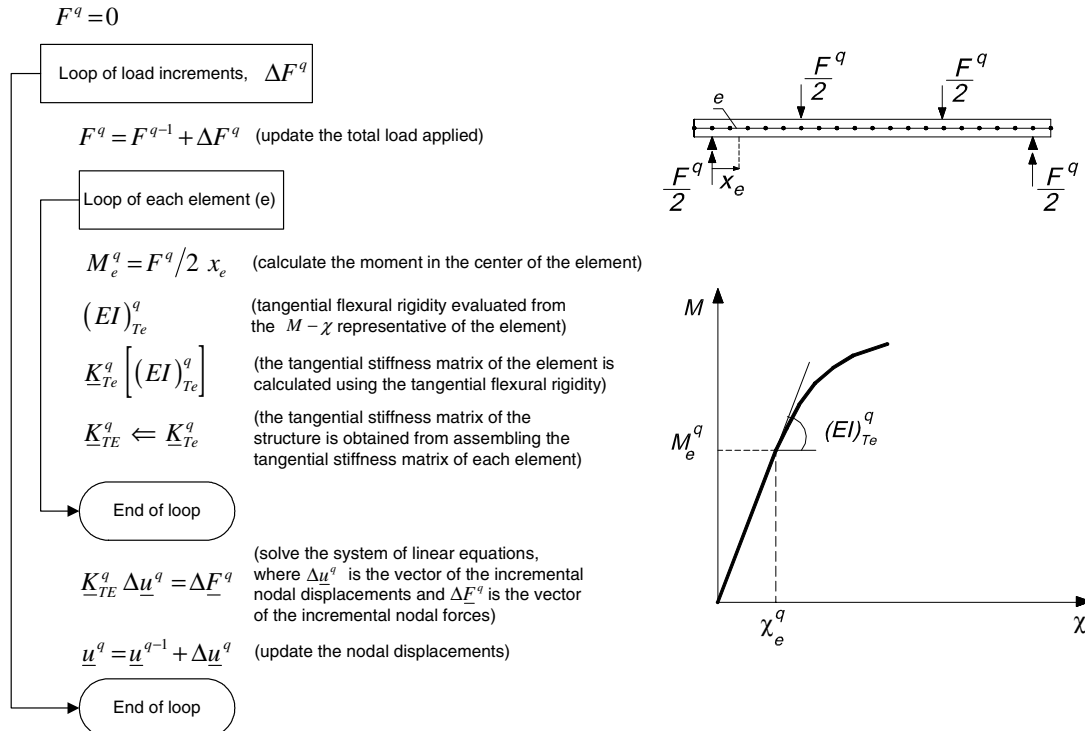 F^q = 0
Loop of load increments, ΔF^q
F^q = F^{q-1} + ΔF^q (update the total load applied)
Loop of each element (e)
M_e^q = F^q/2 x_e (calculate the moment in the center of the element)
(EI)_{Te}^q (tangential flexural rigidity evaluated from
the M − χ representative of the element)
K_{Te}^q [(EI)_{Te}^q] (the tangential stiffness matrix of the element is
calculated using the tangential flexural rigidity)
K_{TE}^q ⇐ K_{Te}^q (the tangential stiffness matrix of the
structure is obtained from assembling the
tangential stiffness matrix of each element)
End of loop
K_{TE}^q Δu^q = ΔF^q (solve the system of linear equations,
where Δu^q is the vector of the incremental
nodal displacements and ΔF^q is the vector
of the incremental nodal forces)
u^q = u^{q-1} + Δu^q (update the nodal displacements)
End of loop
F^q/2 F^q/2
e
F^q/2 x_e F^q/2
M
M_e^q (EI)_{Te}^q
χ_e^q χ